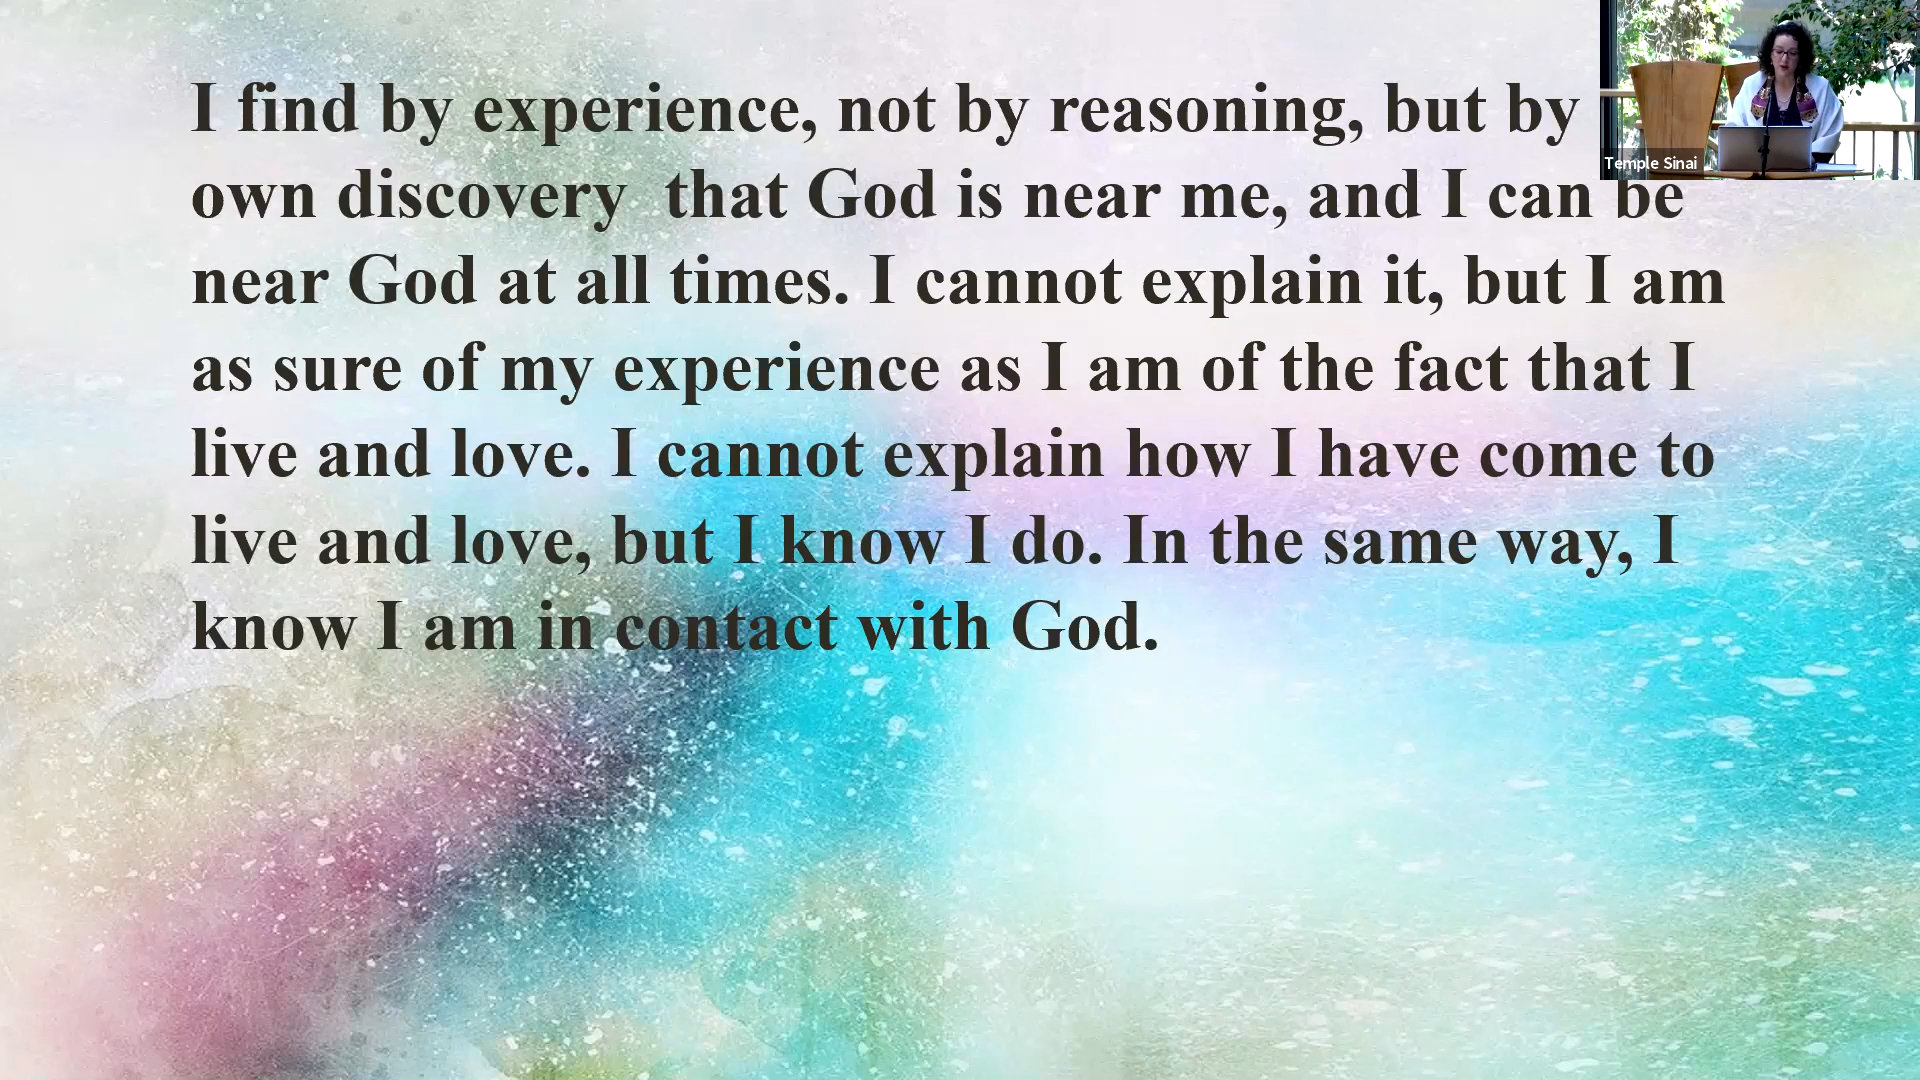 I find by experience, not by reasoning, but by
own discovery  that God is near me, and I can be
near God at all times. I cannot explain it, but I am
as sure of my experience as I am of the fact that I
live and love. I cannot explain how I have come to
live and love, but I know I do. In the same way, I
know I am in contact with God.
Temple Sinai